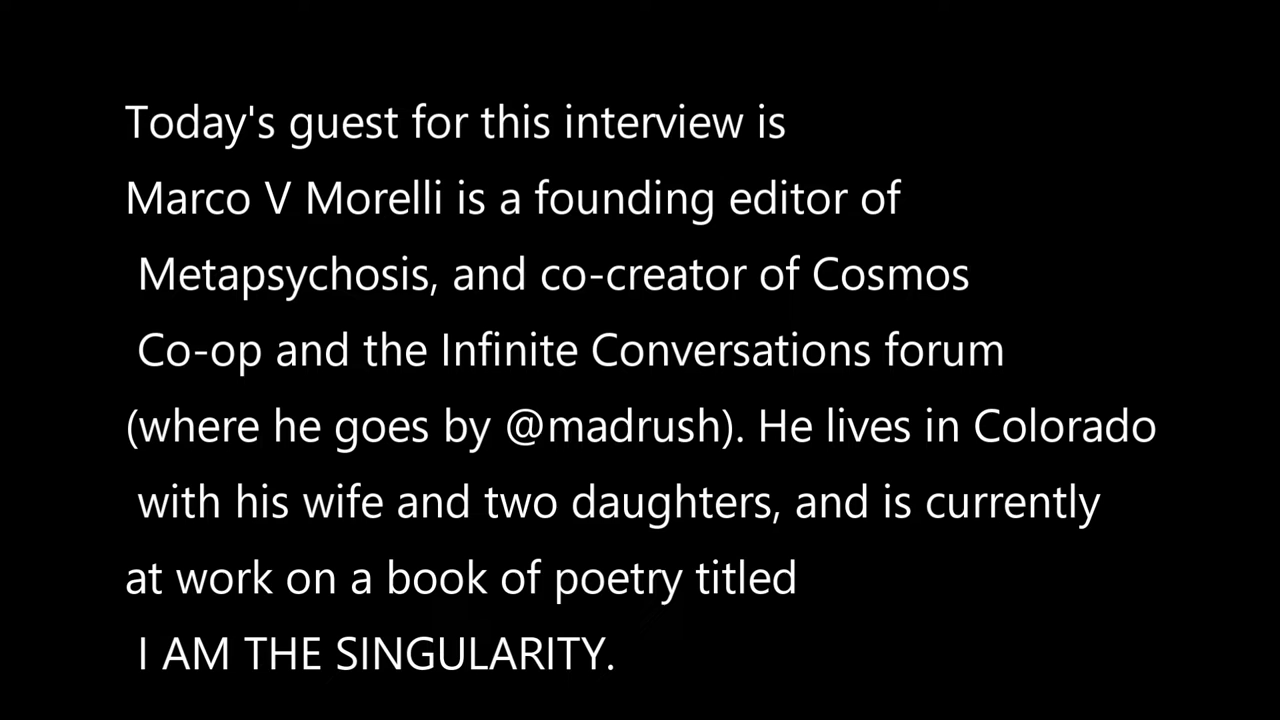 Today's guest for this interview is
Marco V Morelli is a founding editor of
Metapsychosis, and co-creator of Cosmos
Co-op and the Infinite Conversations forum
(where he goes by @madrush). He lives in Colorado
with his wife and two daughters, and is currently
at work on a book of poetry titled
I AM THE SINGULARITY.